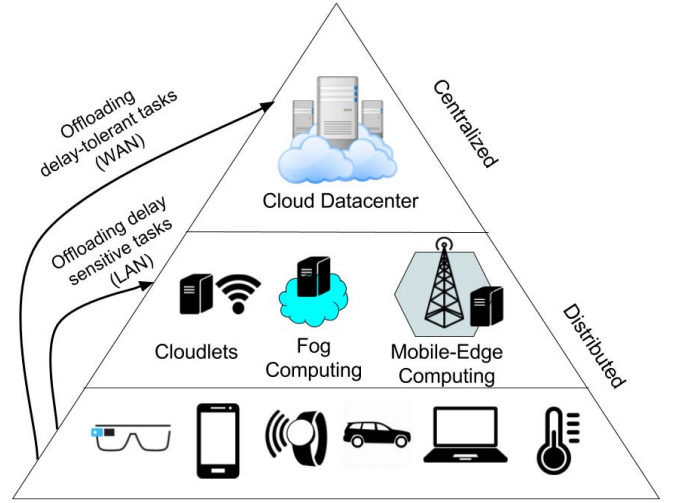 Offloading
delay-tolerant tasks
(WAN)
Centralized
Cloud Datacenter
Offloading delay
sensitive tasks
(LAN)
Distributed
Cloudlets
Fog
Computing
Mobile-Edge
Computing